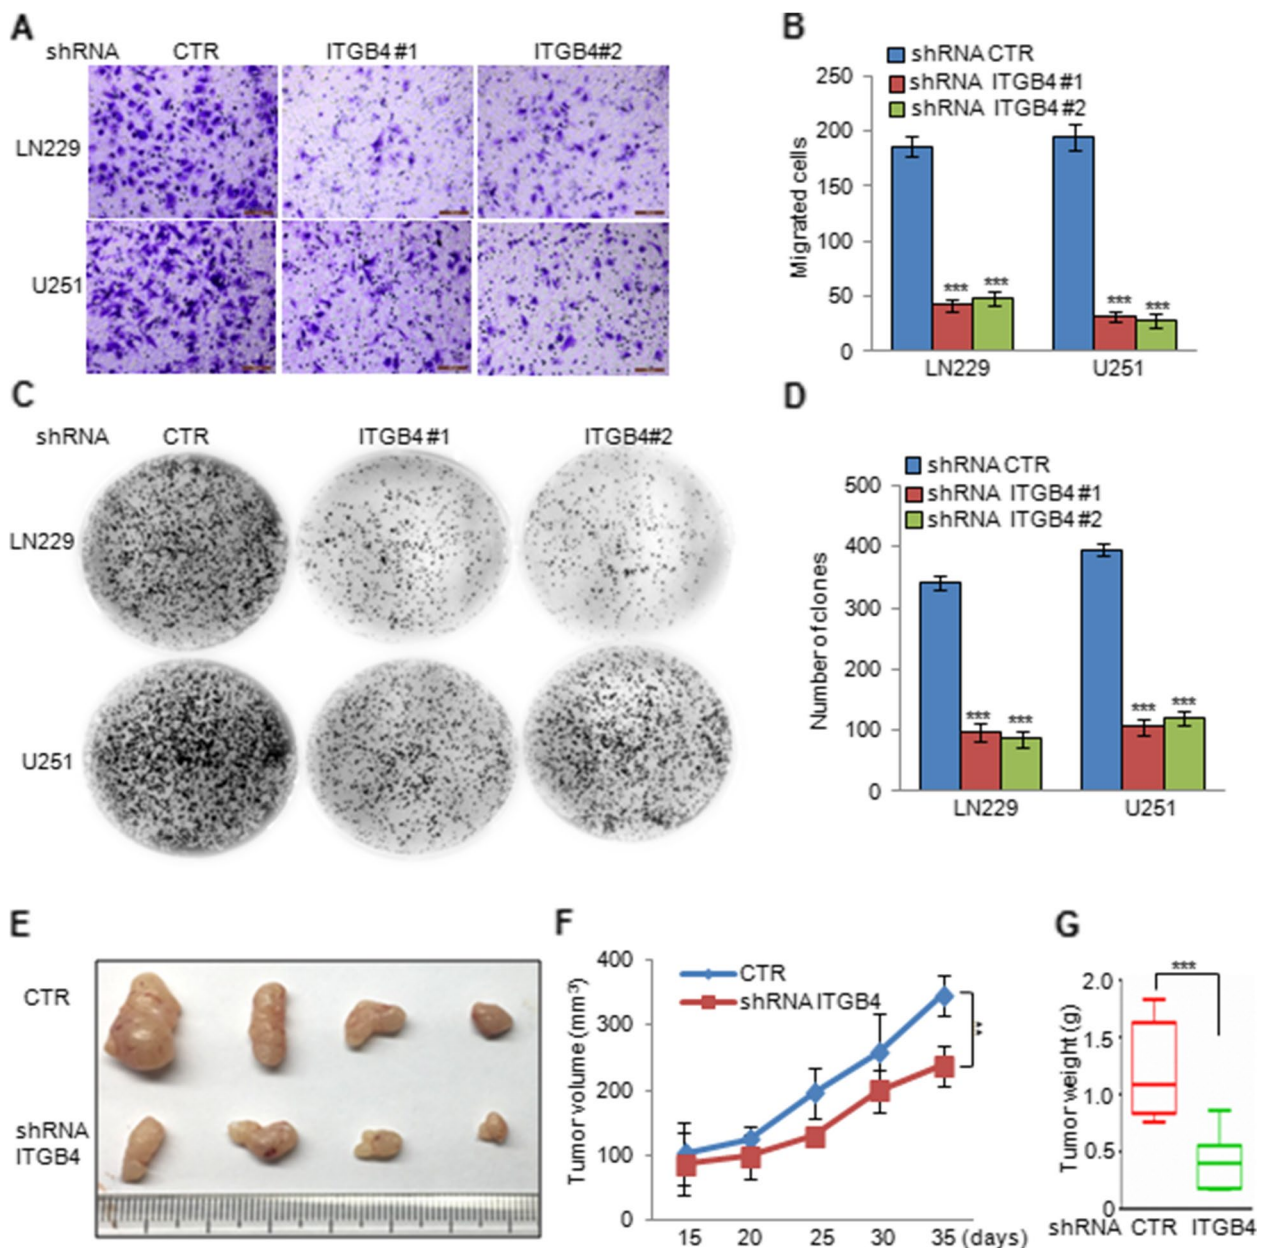 A
shRNA CTR ITGB4#1 ITGB4#2
LN229
U251
B
shRNA CTR
shRNA ITGB4#1
shRNA ITGB4#2
250
200
150
100
50
0
Migrated cells
*** *** *** ***
LN229 U251
C
shRNA CTR ITGB4#1 ITGB4#2
LN229
U251
D
shRNA CTR
shRNA ITGB4#1
shRNA ITGB4#2
500
400
300
200
100
0
Number of clones
*** *** *** ***
LN229 U251
E
CTR
shRNA
ITGB4
F
CTR
shRNA ITGB4
400
300
200
100
0
Tumor volume (mm³)
**
15 20 25 30 35 (days)
G
***
2.0
1.5
1.0
0.5
0
Tumor weight (g)
shRNA CTR ITGB4